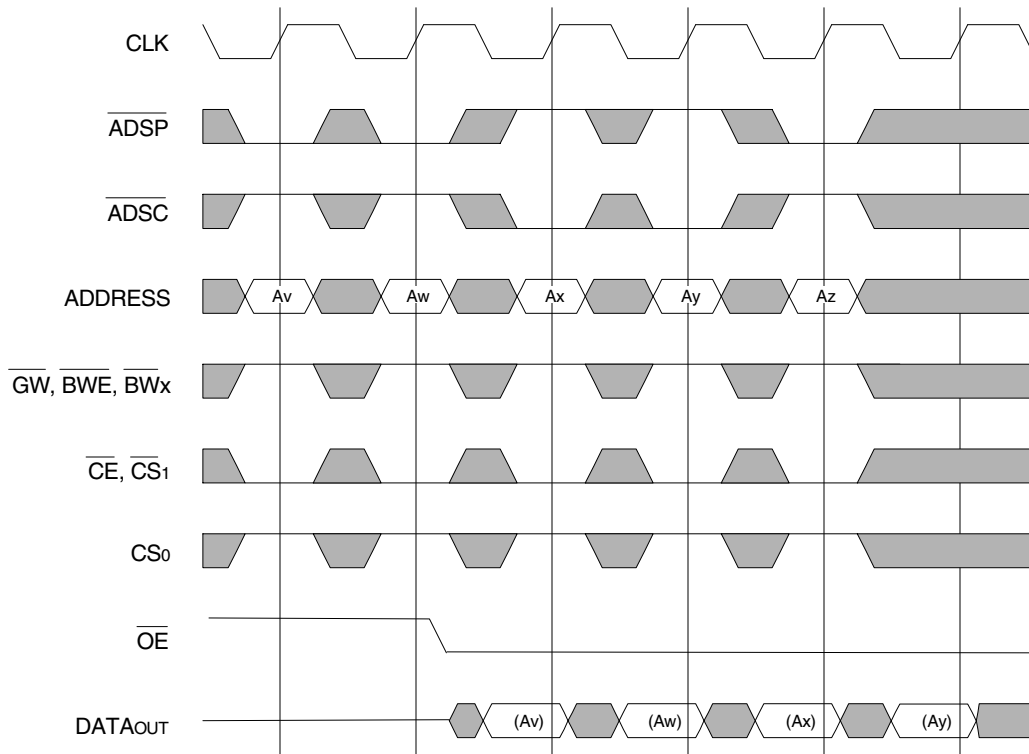 CLK
ADSP
ADSC
ADDRESS Av Aw Ax Ay Az
GW, BWE, BWx
CE, CS1
CS0
OE
DATAOUT (Av) (Aw) (Ax) (Ay)